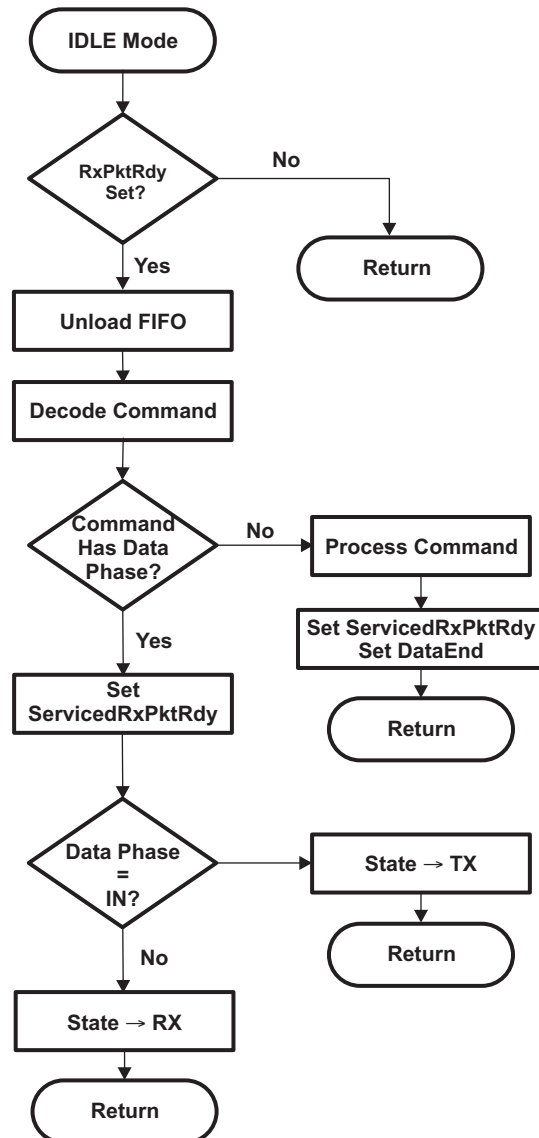 IDLE Mode
RxPktRdy
Set?
No
Return
Yes
Unload FIFO
Decode Command
Command
Has Data
Phase?
No
Process Command
Set ServicedRxPktRdy
Set DataEnd
Return
Yes
Set
ServicedRxPktRdy
Data Phase
=
IN?
State → TX
Return
No
State → RX
Return